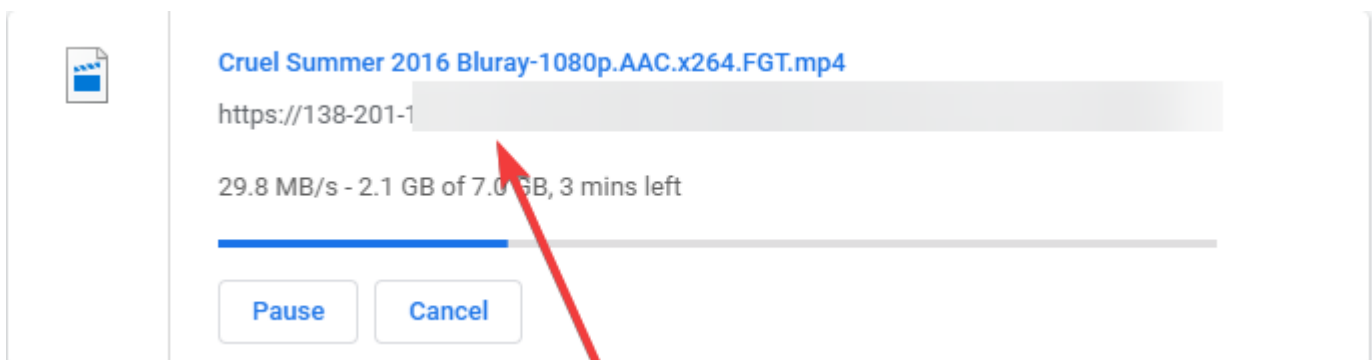 Cruel Summer 2016 Bluray-1080p.AAC.x264.FGT.mp4
https://138-201-1
29.8 MB/s - 2.1 GB of 7.0 GB, 3 mins left
Pause
Cancel